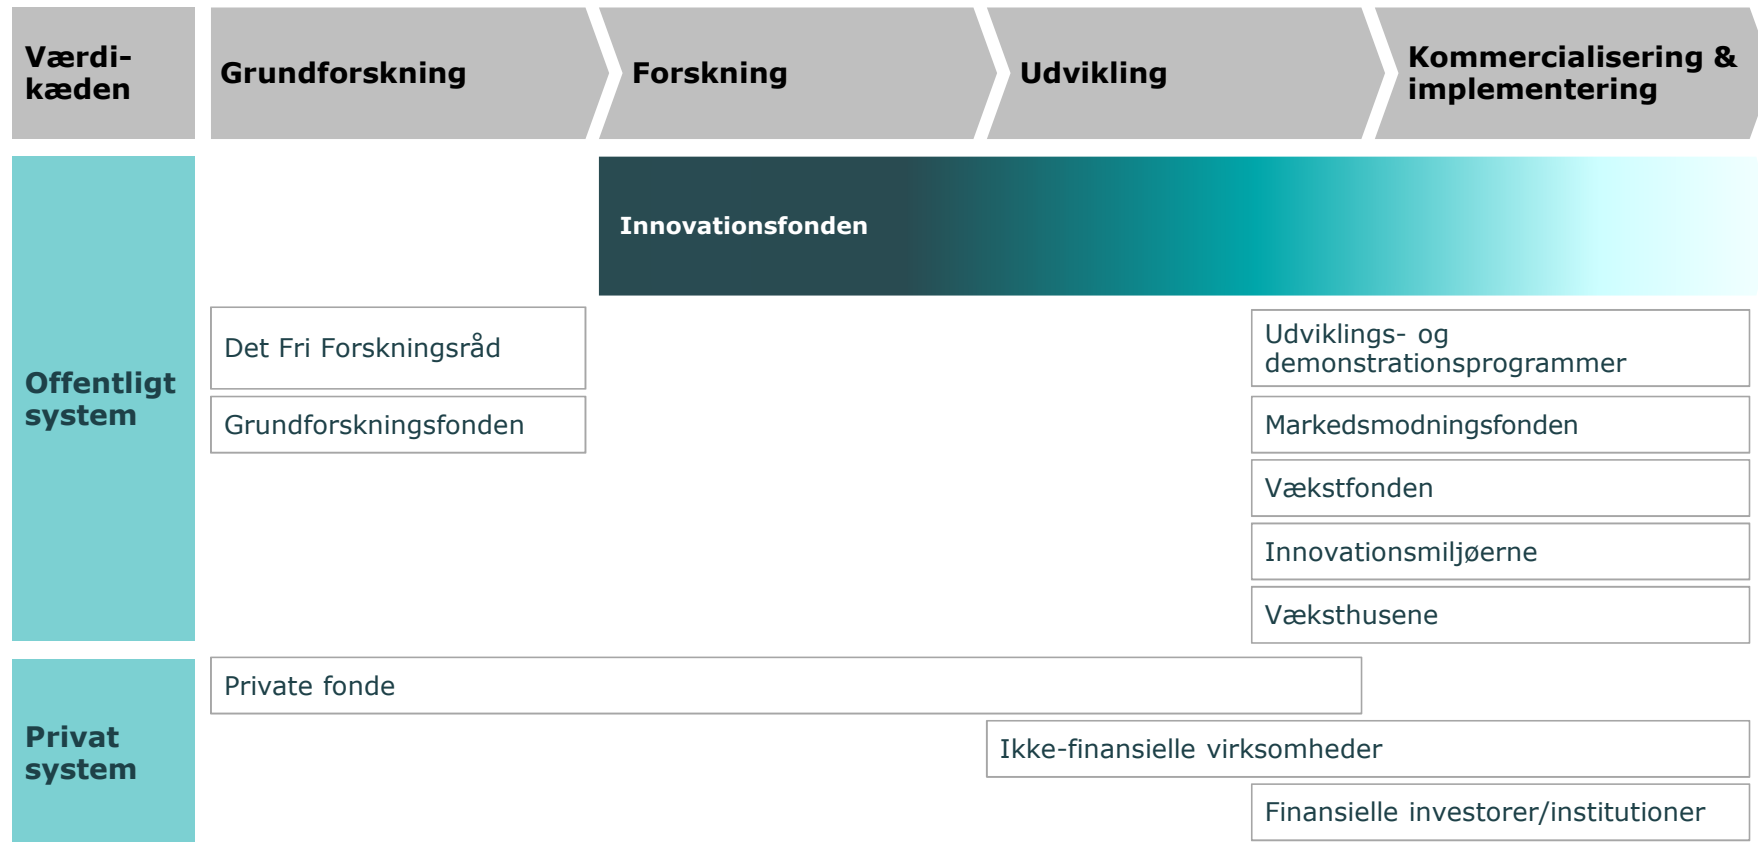 Værdi-
kæden
Grundforskning
Forskning
Udvikling
Kommercialisering &
implementering
Offentligt
system
Innovationsfonden
Det Fri Forskningsråd
Grundforskningsfonden
Udviklings- og
demonstrationsprogrammer
Markedsmodningsfonden
Vækstfonden
Innovationsmiljøerne
Væksthusene
Privat
system
Private fonde
Ikke-finansielle virksomheder
Finansielle investorer/institutioner